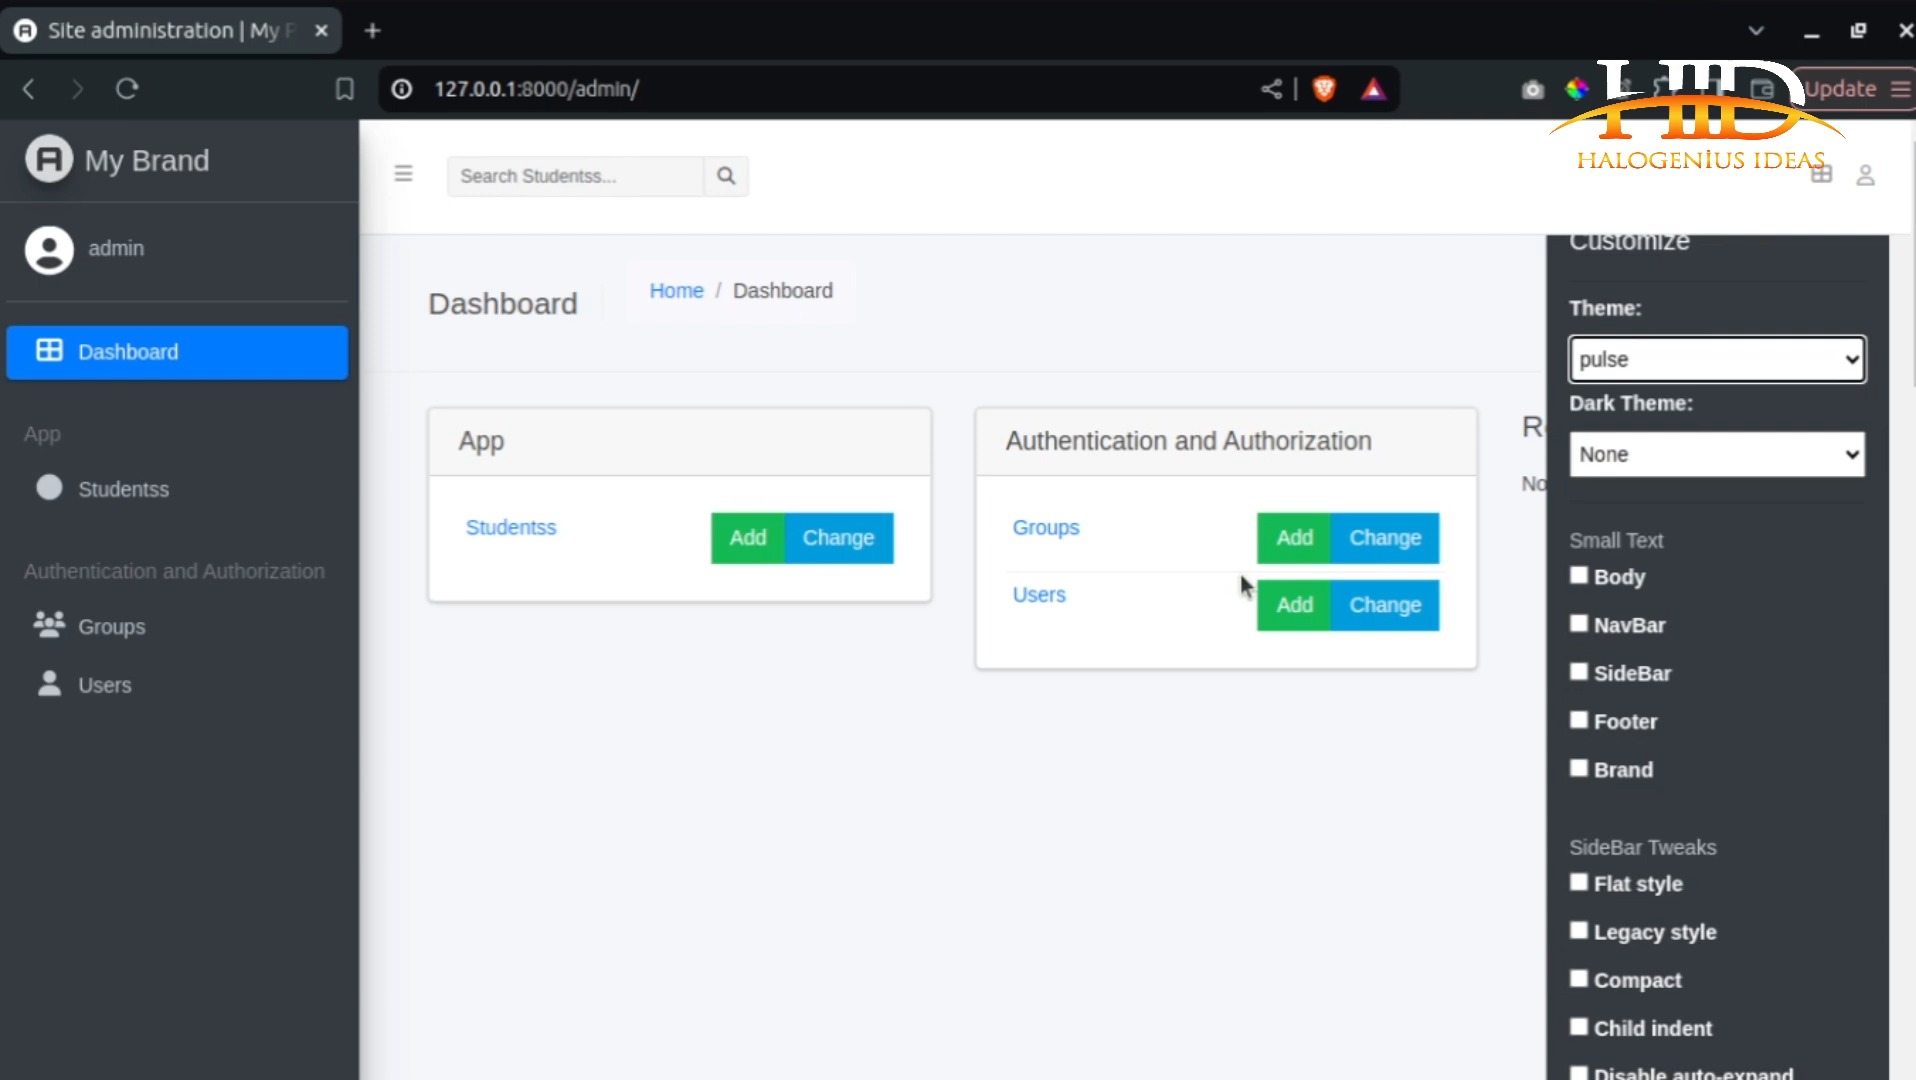 Site administration | My P
127.0.0.1:8000/admin/
Update
HID
HALOGENIUS IDEAS
My Brand
admin
Dashboard
App
Studentss
Authentication and Authorization
Groups
Users
Search Studentss...
Dashboard
Home / Dashboard
App
Studentss
Add
Change
Authentication and Authorization
Groups
Add
Change
Users
Add
Change
Customize
Theme:
pulse
Dark Theme:
None
Small Text
Body
NavBar
SideBar
Footer
Brand
SideBar Tweaks
Flat style
Legacy style
Compact
Child indent
Disable auto-expand